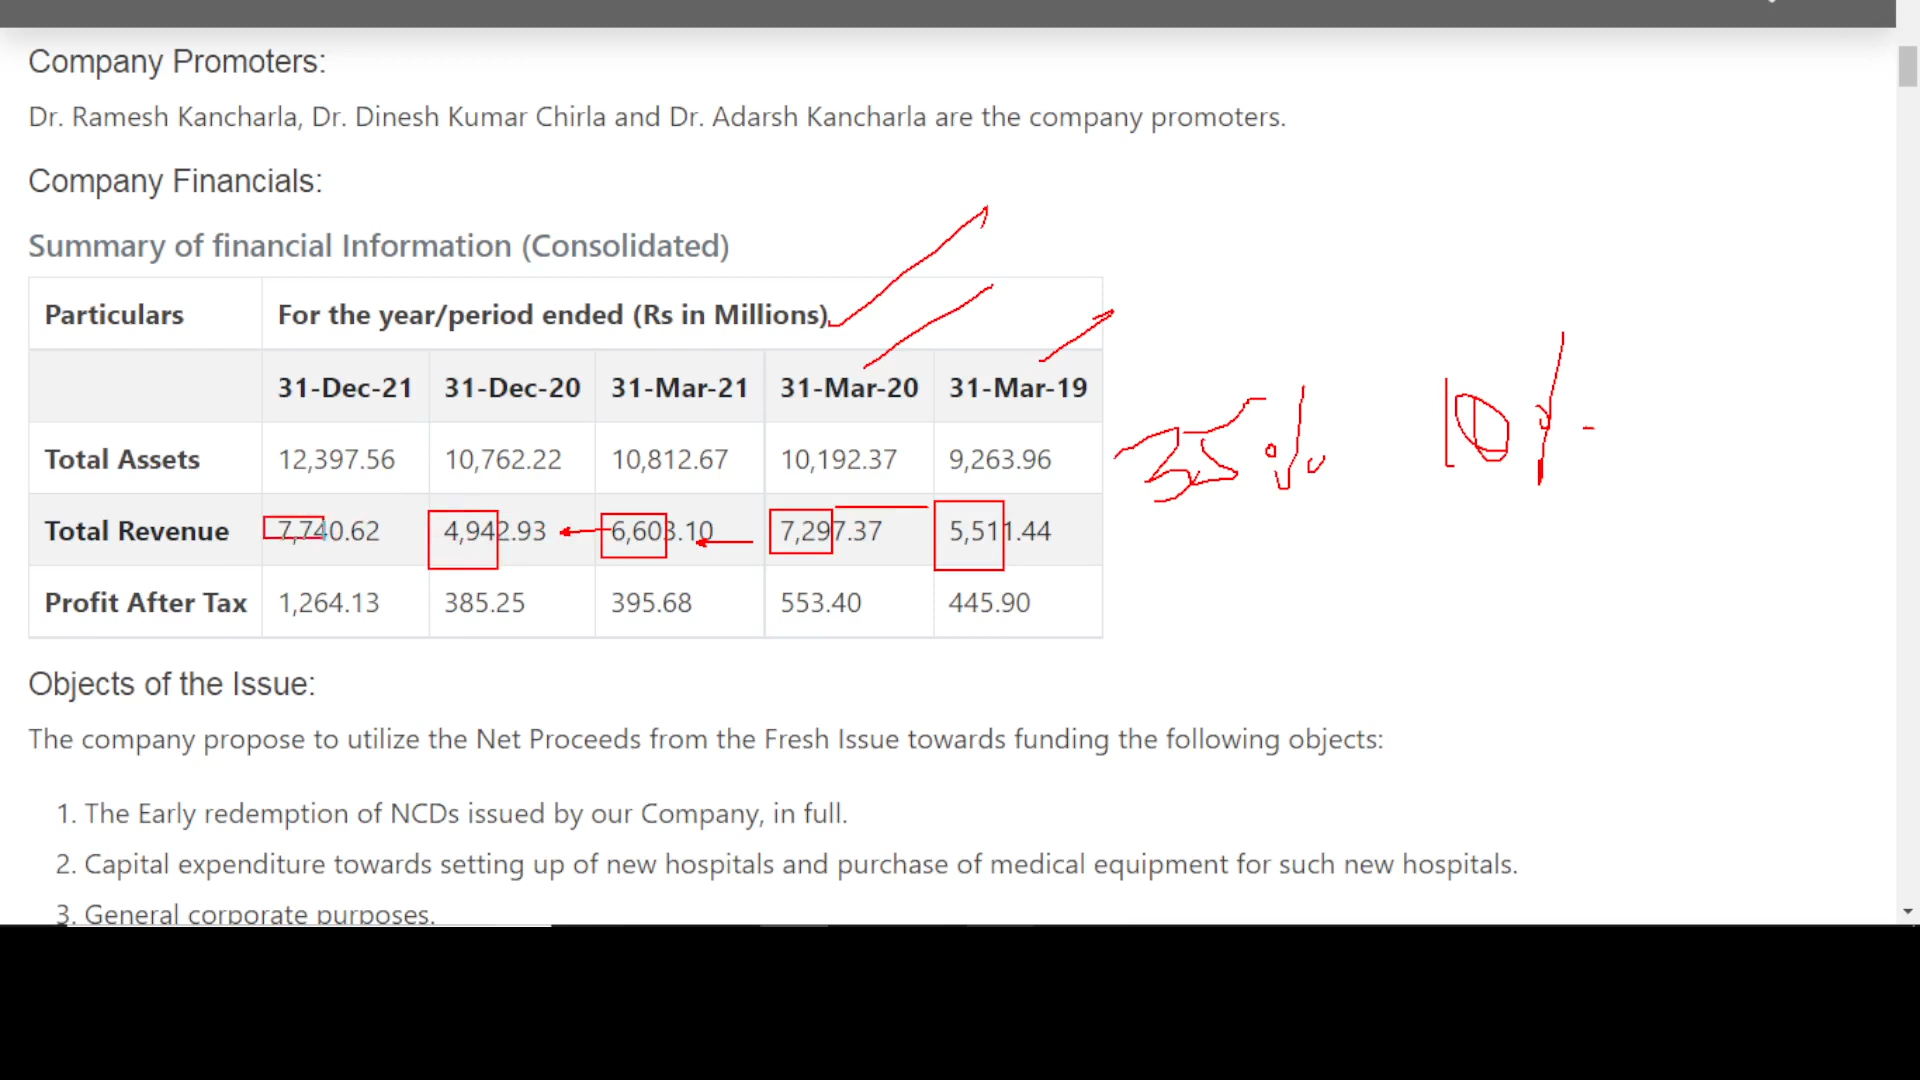 Company Promoters:
Dr. Ramesh Kancharla, Dr. Dinesh Kumar Chirla and Dr. Adarsh Kancharla are the company promoters.
Company Financials:
Summary of financial Information (Consolidated)
Particulars For the year/period ended (Rs in Millions)
31-Dec-21 31-Dec-20 31-Mar-21 31-Mar-20 31-Mar-19
Total Assets 12,397.56 10,762.22 10,812.67 10,192.37 9,263.96
Total Revenue 7,740.62 4,942.93 6,603.10 7,297.37 5,511.44
Profit After Tax 1,264.13 385.25 395.68 553.40 445.90
35% 10%
Objects of the Issue:
The company propose to utilize the Net Proceeds from the Fresh Issue towards funding the following objects:
1. The Early redemption of NCDs issued by our Company, in full.
2. Capital expenditure towards setting up of new hospitals and purchase of medical equipment for such new hospitals.
3. General corporate purposes.